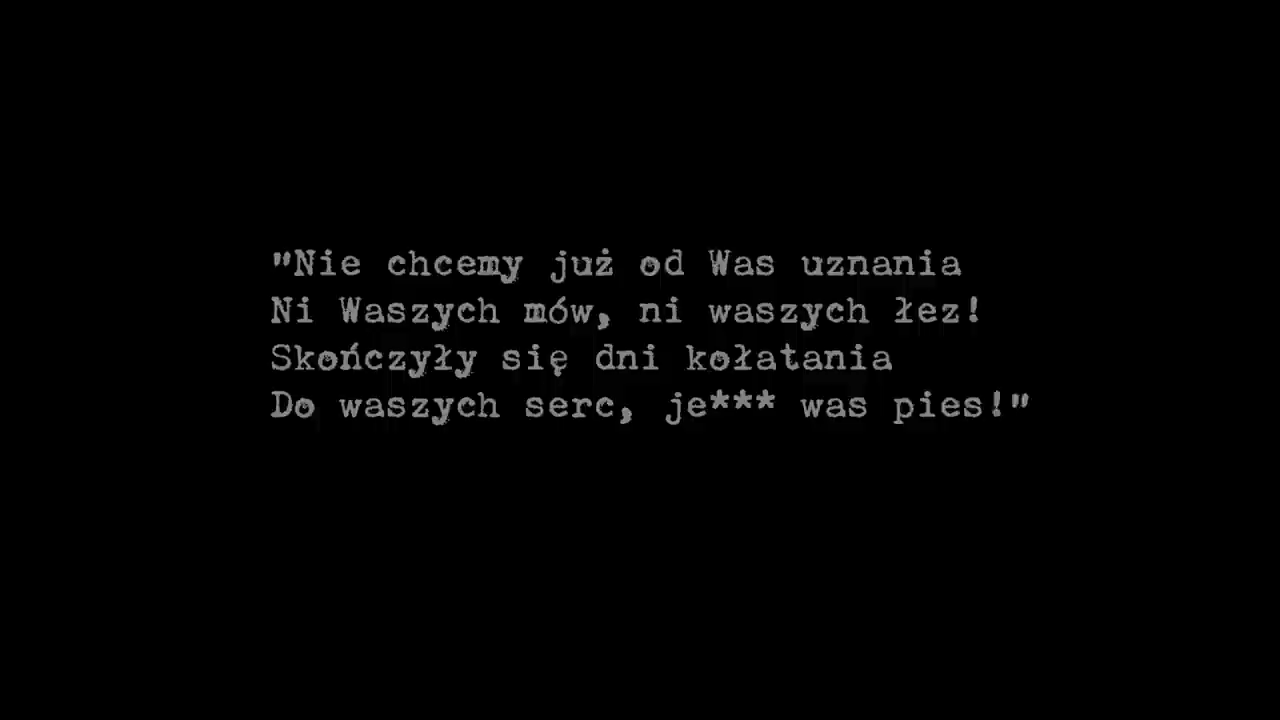 "Nie chcemy już od Was uznania
Ni Waszych mów, ni waszych łez!
Skończyły się dni kołatania
Do waszych serc, je*** was pies!"